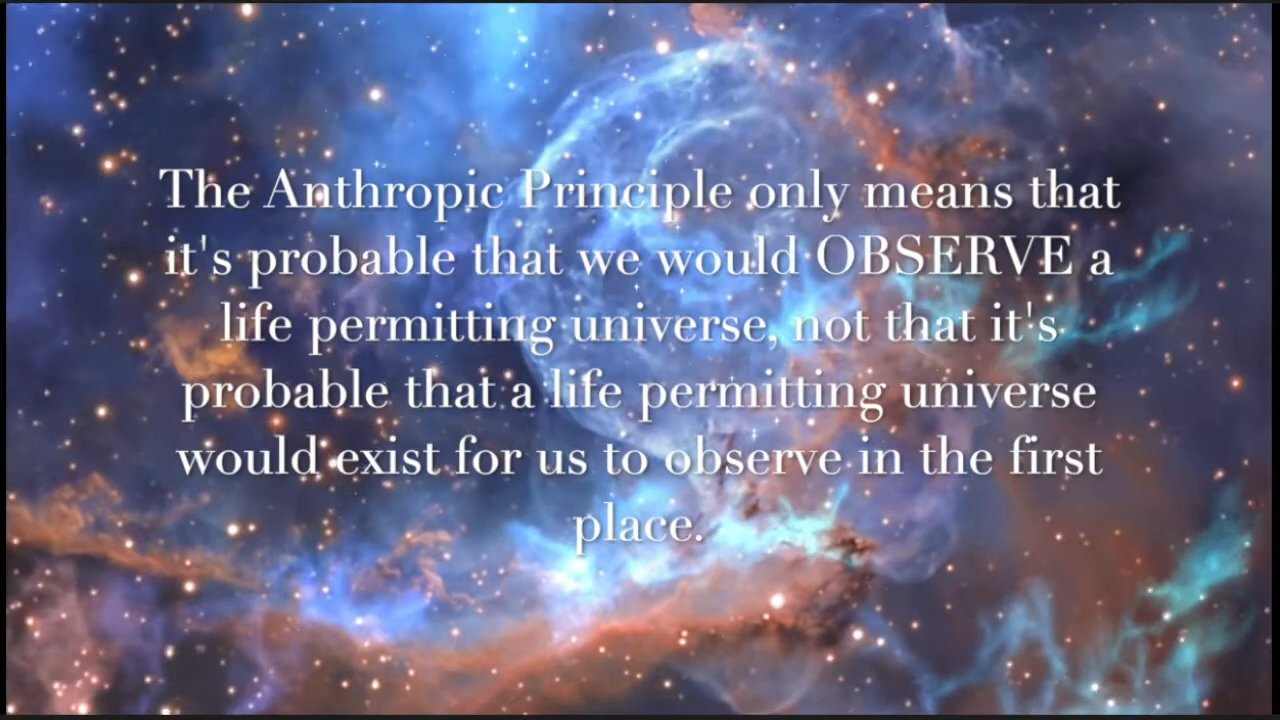 The Anthropic Principle only means that
it's probable that we would OBSERVE a
life permitting universe, not that it's
probable that a life permitting universe
would exist for us to observe in the first
place.